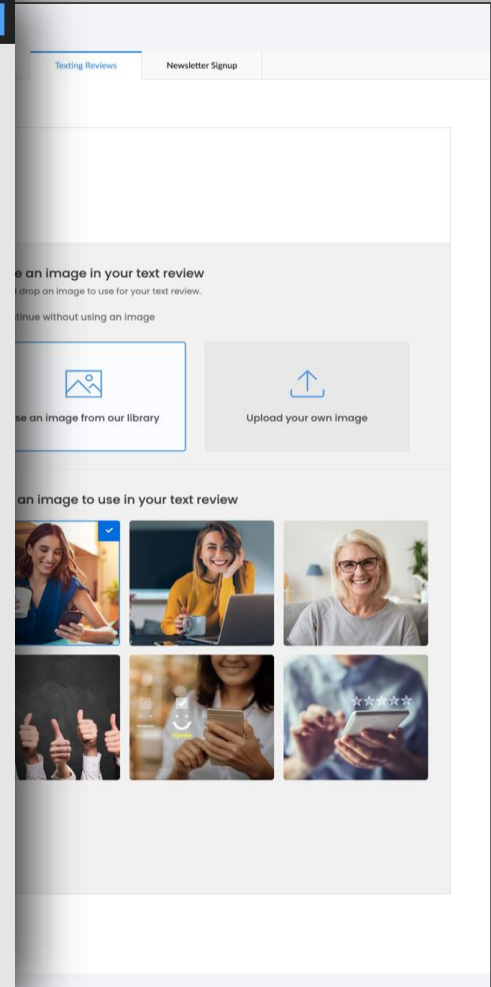 Texting Reviews
Newsletter Signup
an image in your text review
drop an image to use for your text review.
continue without using an image
an image from our library
Upload your own image
an image to use in your text review